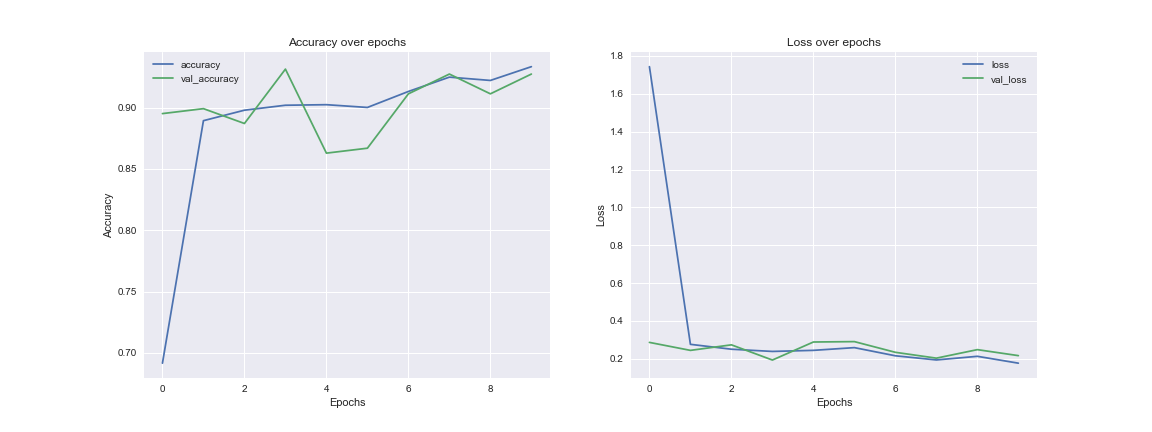 Accuracy over epochs
accuracy
val_accuracy
0.90
0.85
0.80
0.75
0.70
Accuracy
0 2 4 6 8
Epochs
Loss over epochs
loss
val_loss
1.8
1.6
1.4
1.2
1.0
0.8
0.6
0.4
0.2
Loss
0 2 4 6 8
Epochs